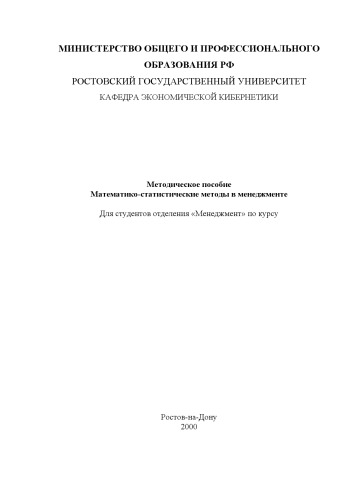 МИНИСТЕРСТВО ОБЩЕГО И ПРОФЕССИОНАЛЬНОГО
ОБРАЗОВАНИЯ РФ
РОСТОВСКИЙ ГОСУДАРСТВЕННЫЙ УНИВЕРСИТЕТ
КАФЕДРА ЭКОНОМИЧЕСКОЙ КИБЕРНЕТИКИ
Методическое пособие
Математико-статистические методы в менеджменте
Для студентов отделения «Менеджмент» по курсу
Ростов-на-Дону
2000